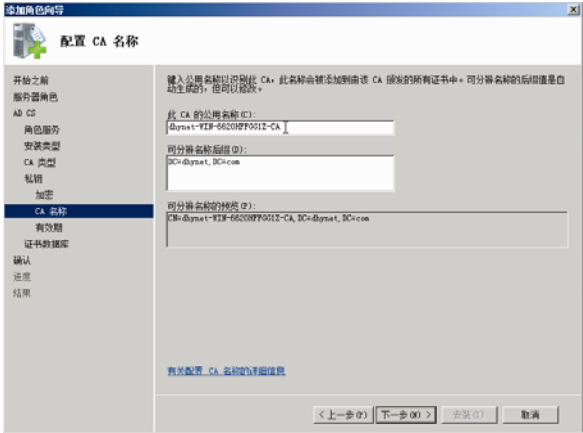 添加角色向导
配置 CA 名称
开始之前
服务器角色
AD CS
角色服务
安装类型
CA 类型
私钥
加密
CA 名称
有效期
证书数据库
确认
进度
结果
键入公用名称以识别此 CA。此名称会被添加到由该 CA 颁发的所有证书中。可分辨名称的后缀值是自
动生成的，但可以修改。
此 CA 的公用名称(C):
dhynet-WIN-6620HFPGG1Z-CA
可分辨名称后缀(D):
DC=dhynet,DC=com
可分辨名称的预览(P):
CN=dhynet-WIN-6620HFPGG1Z-CA,DC=dhynet,DC=com
有关配置 CA 名称的详细信息
< 上一步(P)
下一步(N) >
安装(I)
取消